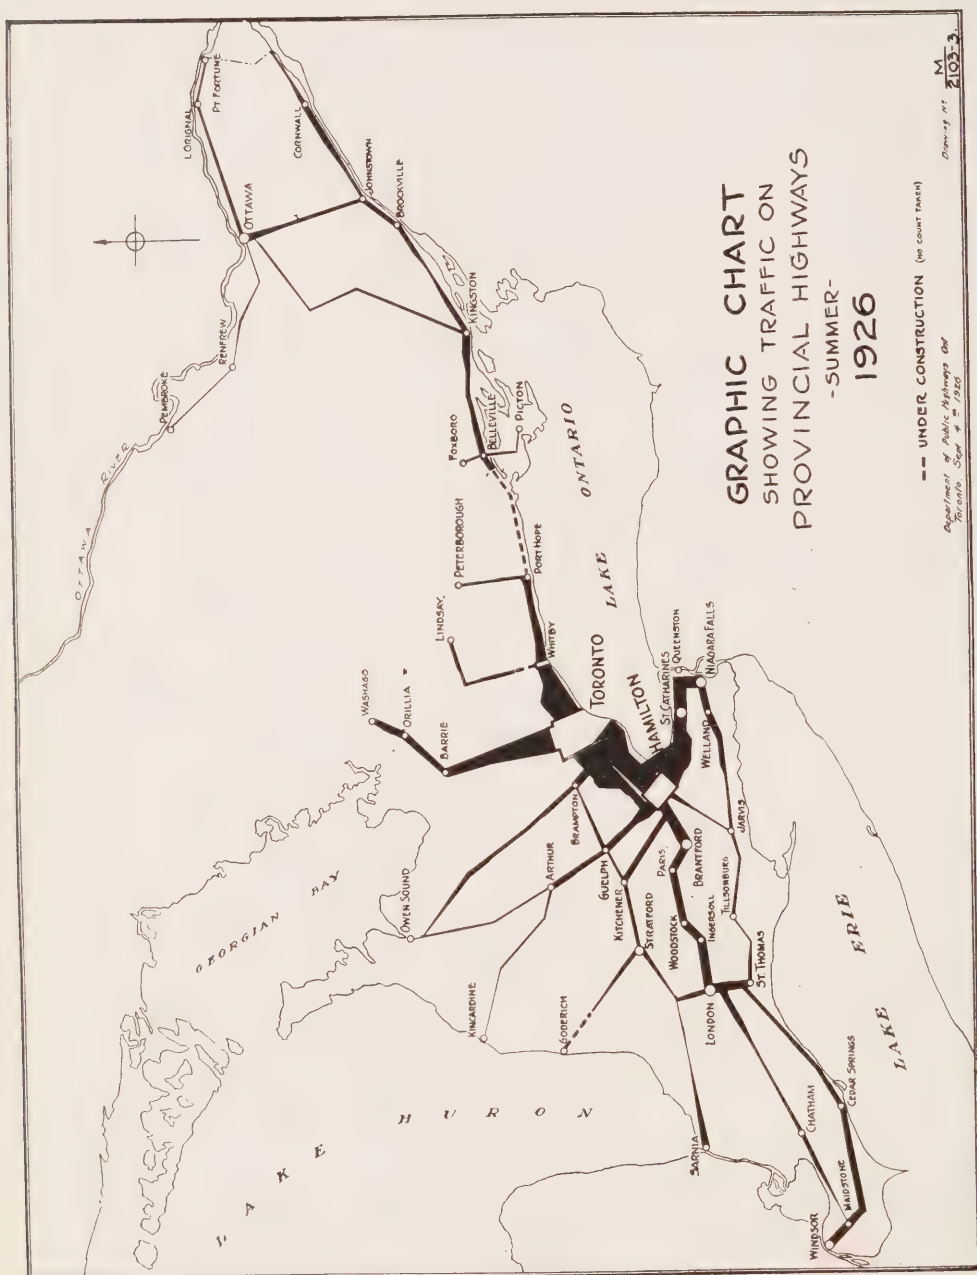 GRAPHIC CHART
SHOWING TRAFFIC ON
PROVINCIAL HIGHWAYS
-SUMMER-
1926
-- UNDER CONSTRUCTION (NO COUNT TAKEN)
Department of Public Highways Ont
Toronto. Sept 4th 1926
Drawing No
M
2103-3.
LAKE HURON
GEORGIAN BAY
OTTAWA River
LAKE ONTARIO
LAKE ERIE
WINDSOR
MAIDSTONE
CHATHAM
CEDAR SPRINGS
SARNIA
GODERICH
KINCARDINE
OWEN SOUND
LONDON
ST. THOMAS
STRATFORD
KITCHENER
WOODSTOCK
INGERSOLL
TILLSONBURG
GUELPH
ARTHUR
PARIS
BRANTFORD
JARVIS
BRAMPTON
HAMILTON
ST CATHARINES
WELLAND
QUEENSTON
NIAGARA FALLS
TORONTO
BARRIE
ORILLIA
WASHAGO
WHITBY
LINDSAY.
PETERBOROUGH
PORT HOPE
FOXBORO
BELLEVILLE
PICTON
KINGSTON
PEMBROKE
RENFREW
OTTAWA
BROCKVILLE
JOHNSTOWN
CORNWALL
LORIGNAL
PT FORTUNE